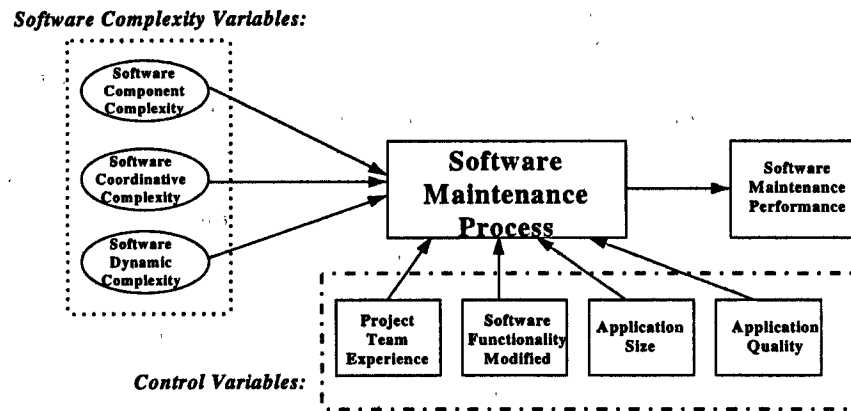 Software Complexity Variables:
Software
Component
Complexity
Software
Coordinative
Complexity
Software
Dynamic
Complexity
Software
Maintenance
Process
Software
Maintenance
Performance
Project
Team
Experience
Software
Functionality
Modified
Application
Size
Application
Quality
Control Variables: